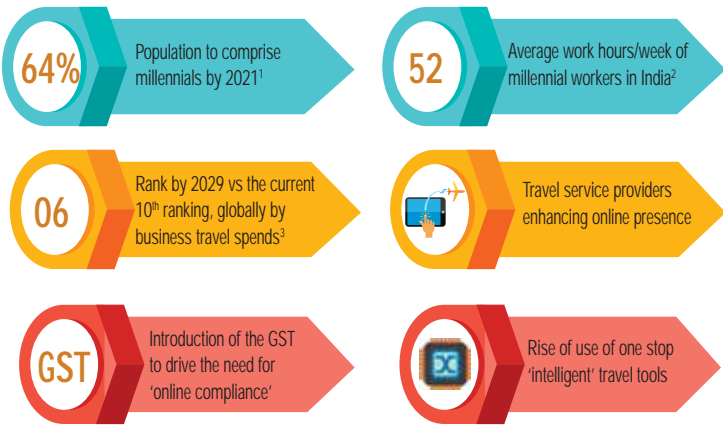 64%
Population to comprise
millennials by 2021¹
52
Average work hours/week of
millennial workers in India²
06
Rank by 2029 vs the current
10th ranking, globally by
business travel spends³
Travel service providers
enhancing online presence
GST
Introduction of the GST
to drive the need for
‘online compliance’
Rise of use of one stop
‘intelligent’ travel tools